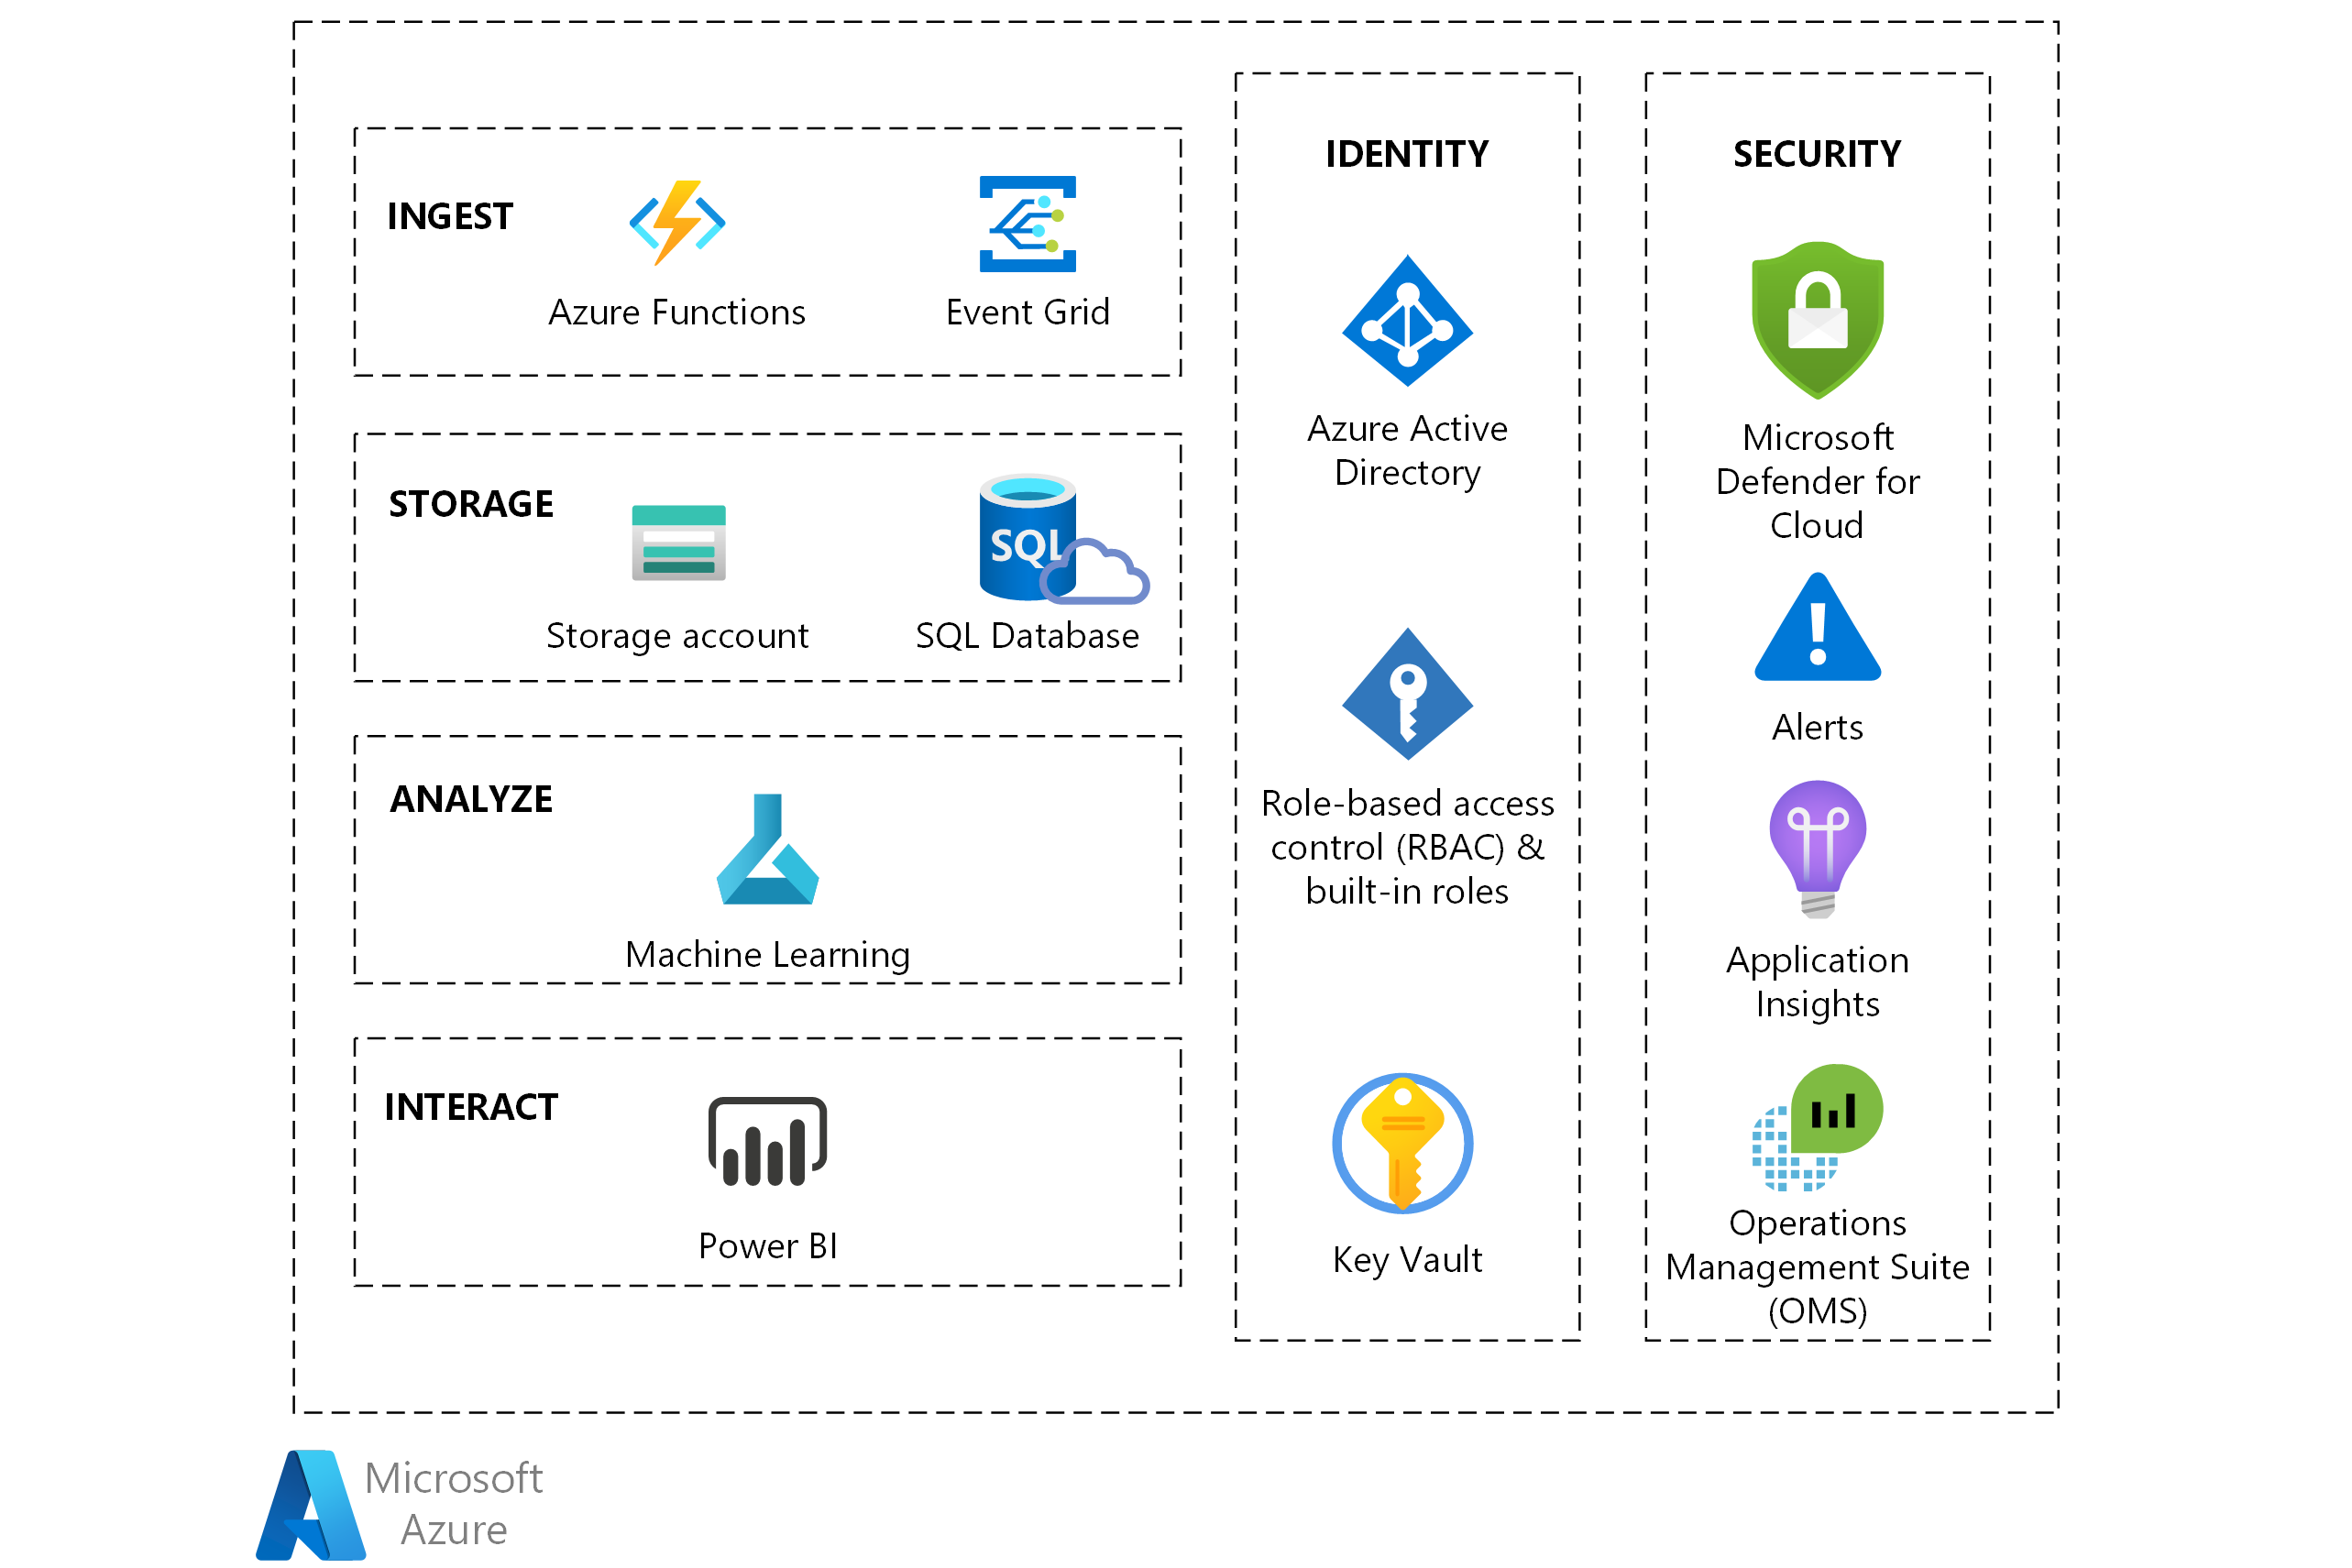 INGEST
Azure Functions
Event Grid
STORAGE
SQL
Storage account
SQL Database
ANALYZE
Machine Learning
INTERACT
Power BI
IDENTITY
Azure Active
Directory
Role-based access
control (RBAC) &
built-in roles
Key Vault
SECURITY
Microsoft
Defender for
Cloud
Alerts
Application
Insights
Operations
Management Suite
(OMS)
Microsoft
Azure